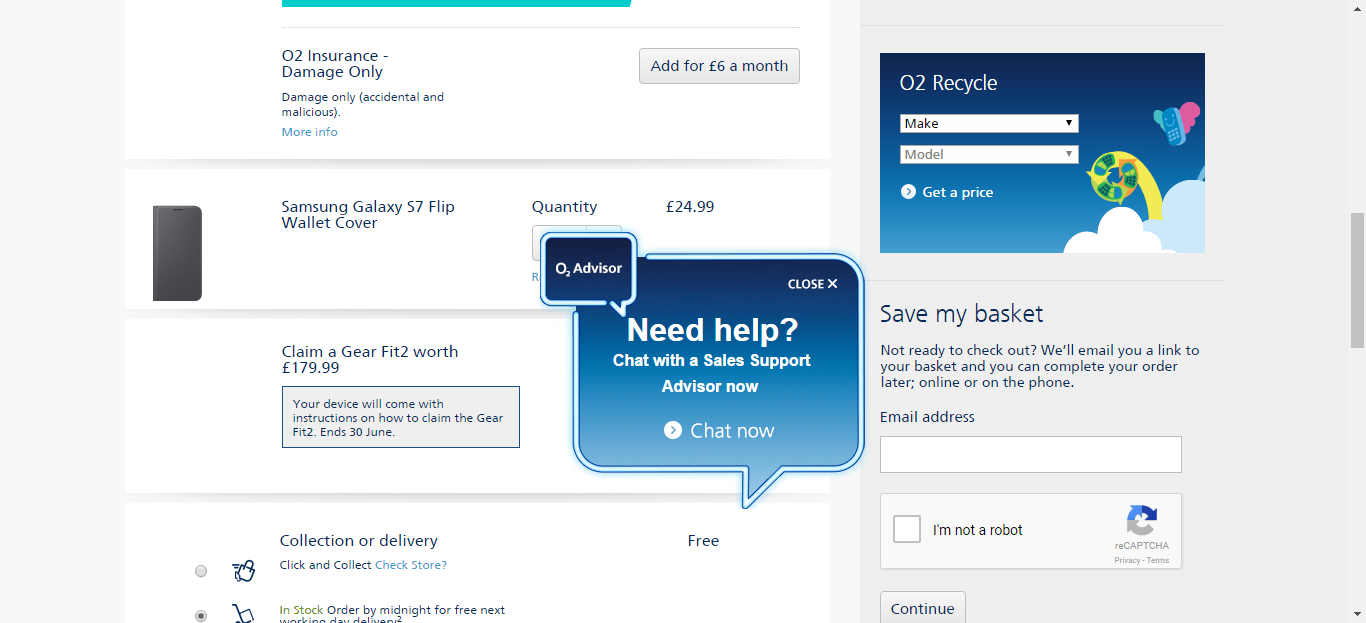 O2 Insurance -
Damage Only
Add for £6 a month
Damage only (accidental and
malicious).
More info
Samsung Galaxy S7 Flip
Wallet Cover
Quantity
£24.99
Claim a Gear Fit2 worth
£179.99
Your device will come with
instructions on how to claim the Gear
Fit2. Ends 30 June.
O2 Advisor
CLOSE X
Need help?
Chat with a Sales Support
Advisor now
Chat now
Collection or delivery
Free
Click and Collect Check Store?
In Stock Order by midnight for free next
working day delivery2
O2 Recycle
Make
Model
Get a price
Save my basket
Not ready to check out? We'll email you a link to
your basket and you can complete your order
later; online or on the phone.
Email address
I'm not a robot
reCAPTCHA
Privacy - Terms
Continue